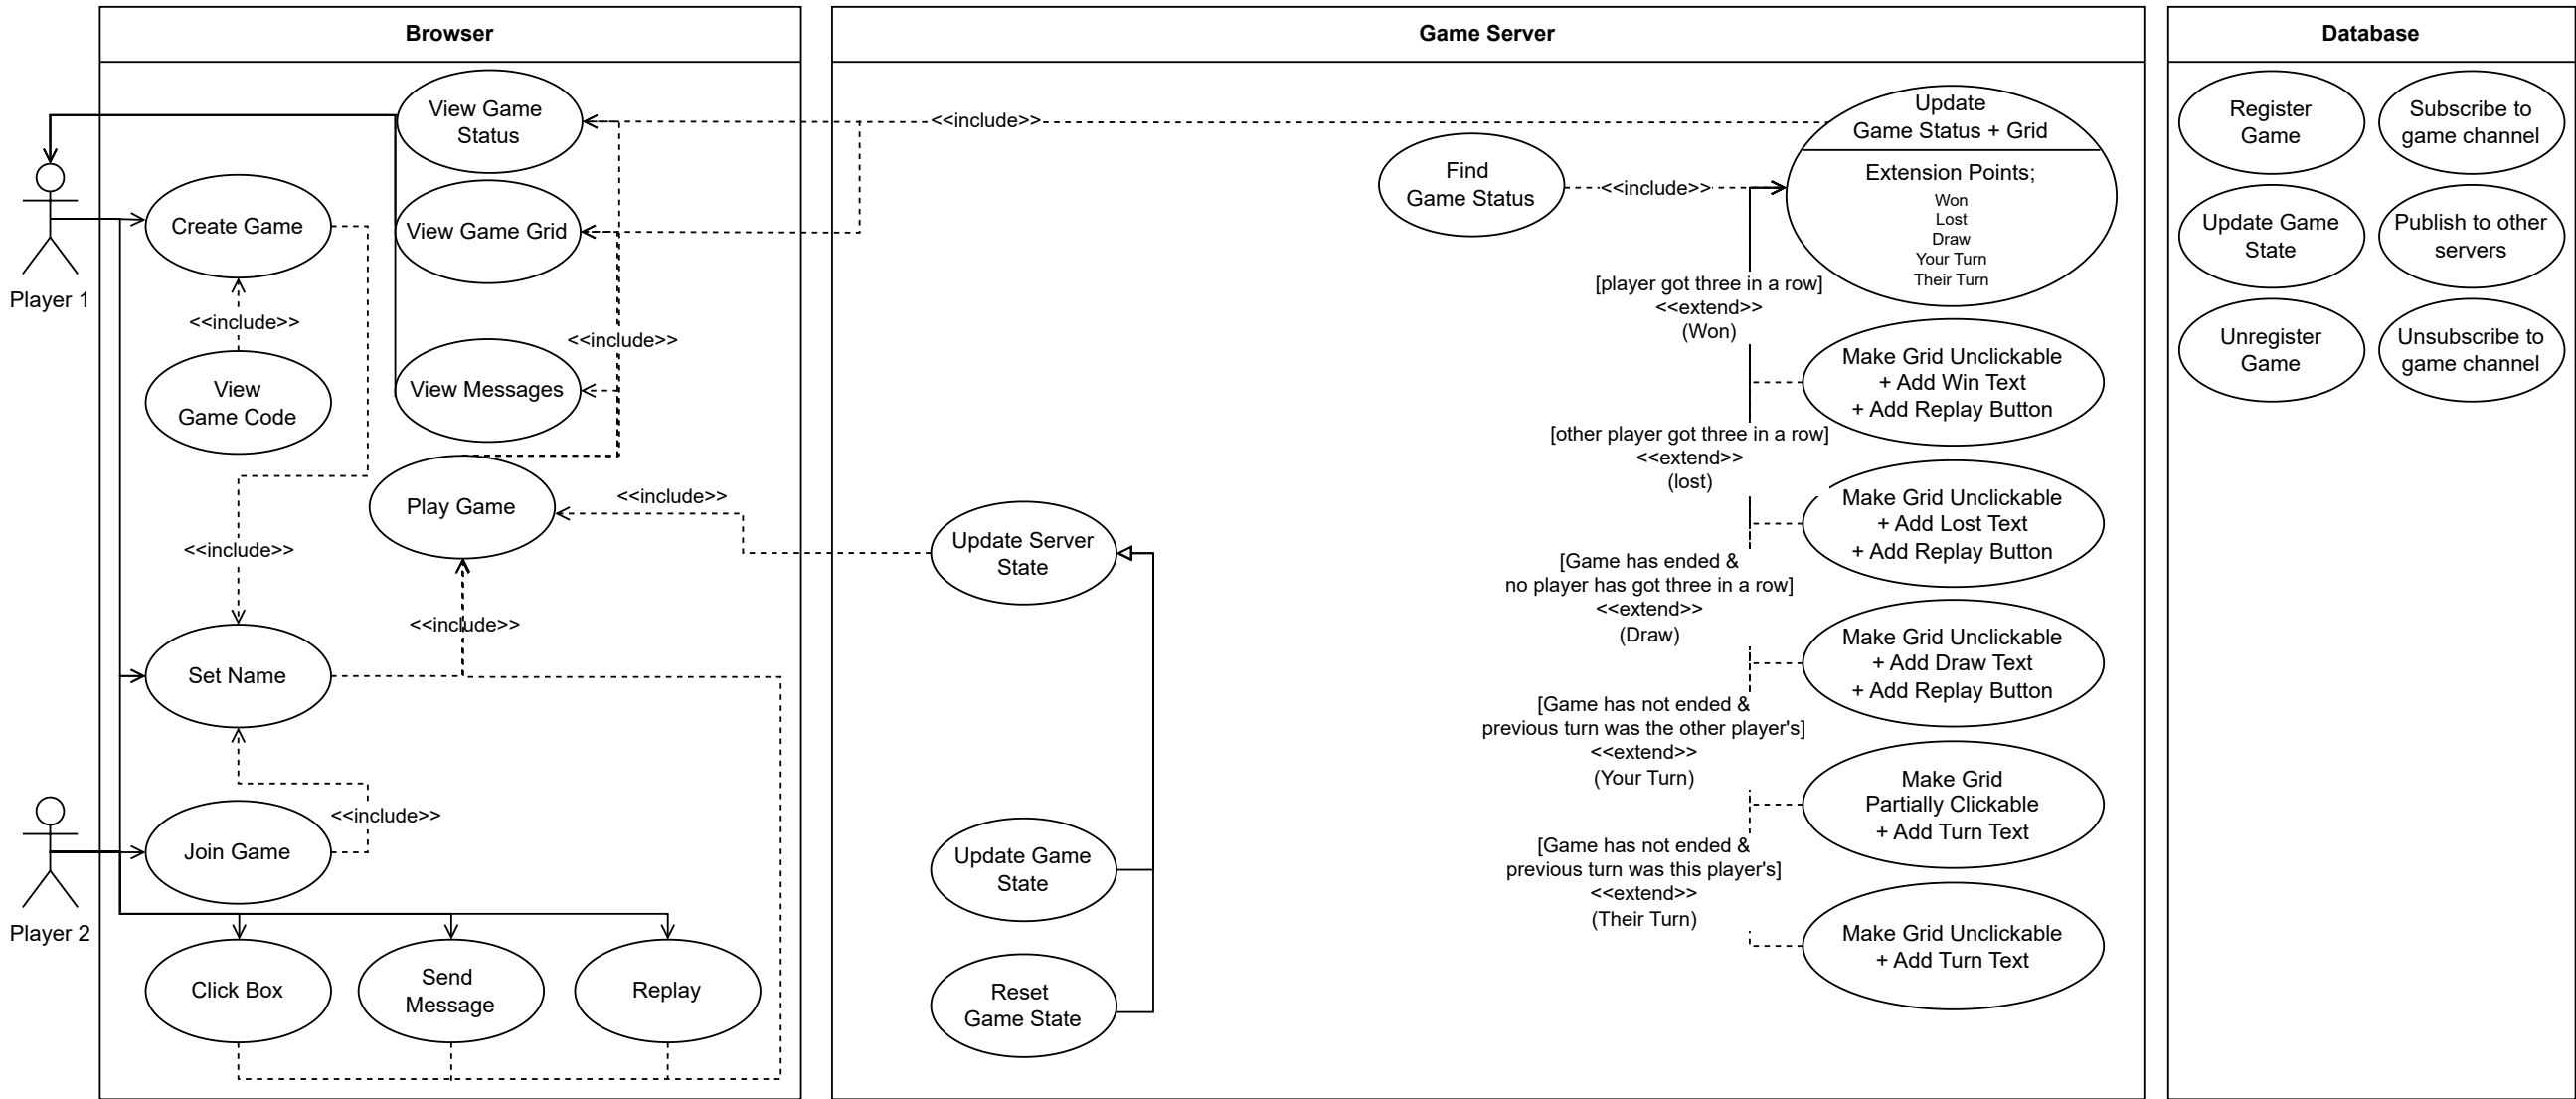 Browser
Game Server
Database
View Game
Status
Create Game
View Game Grid
<<include>>
View
Game Code
<<include>>
View Messages
Play Game
<<include>>
<<include>>
<<include>>
Set Name
<<include>>
Join Game
Click Box
Send
Message
Replay
Player 1
Player 2
<<include>>
Update
Game Status + Grid
Extension Points;
Won
Lost
Draw
Your Turn
Their Turn
Find
Game Status
<<include>>
[player got three in a row]
<<extend>>
(Won)
Make Grid Unclickable
+ Add Win Text
+ Add Replay Button
[other player got three in a row]
<<extend>>
(lost)
Make Grid Unclickable
+ Add Lost Text
+ Add Replay Button
Update Server
State
[Game has ended &
no player has got three in a row]
<<extend>>
(Draw)
Make Grid Unclickable
+ Add Draw Text
+ Add Replay Button
[Game has not ended &
previous turn was the other player's]
<<extend>>
(Your Turn)
Make Grid
Partially Clickable
+ Add Turn Text
Update Game
State
[Game has not ended &
previous turn was this player's]
<<extend>>
(Their Turn)
Make Grid Unclickable
+ Add Turn Text
Reset
Game State
Register
Game
Subscribe to
game channel
Update Game
State
Publish to other
servers
Unregister
Game
Unsubscribe to
game channel